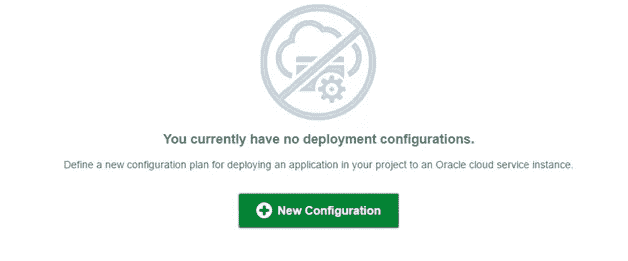 You currently have no deployment configurations.
Define a new configuration plan for deploying an application in your project to an Oracle cloud service instance.
New Configuration